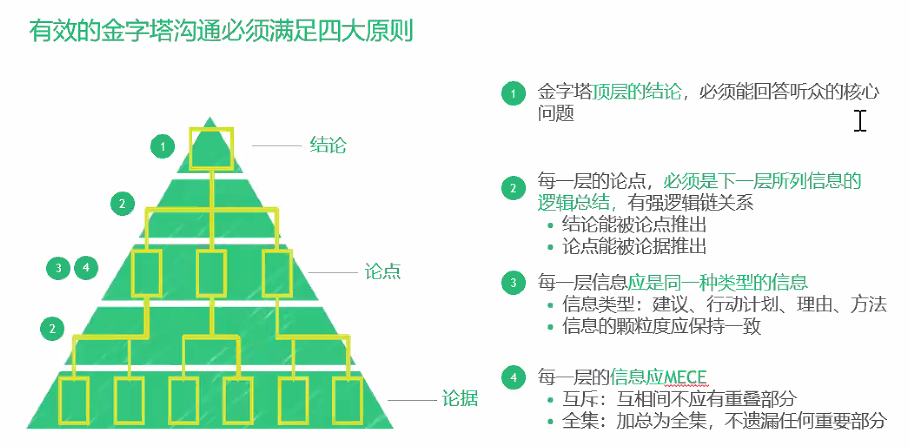 有效的金字塔沟通必须满足四大原则
1
结论
2
3 4
论点
2
论据
1
金字塔顶层的结论，必须能回答听众的核心
问题
2
每一层的论点，必须是下一层所列信息的
逻辑总结，有强逻辑链关系
• 结论能被论点推出
• 论点能被论据推出
3
每一层信息应是同一种类型的信息
• 信息类型：建议、行动计划、理由、方法
• 信息的颗粒度应保持一致
4
每一层的信息应MECE
• 互斥：互相间不应有重叠部分
• 全集：加总为全集，不遗漏任何重要部分